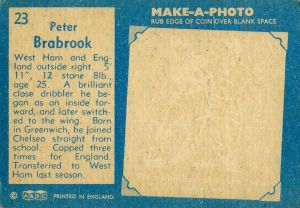 23
Peter
Brabrook
West Ham and Eng-
land outside right. 5'
11", 12 stone 8lb.,
age 25. A brilliant
close dribbler he be-
gan as an inside for-
ward, and later switched
to the wing.. Born
in Greenwich, he joined
Chelsea straight from
school. Capped three
times for England.
Transferred to West
Ham last season.
© A&BC PRINTED IN ENGLAND
MAKE-A-PHOTO
RUB EDGE OF COIN OVER BLANK SPACE